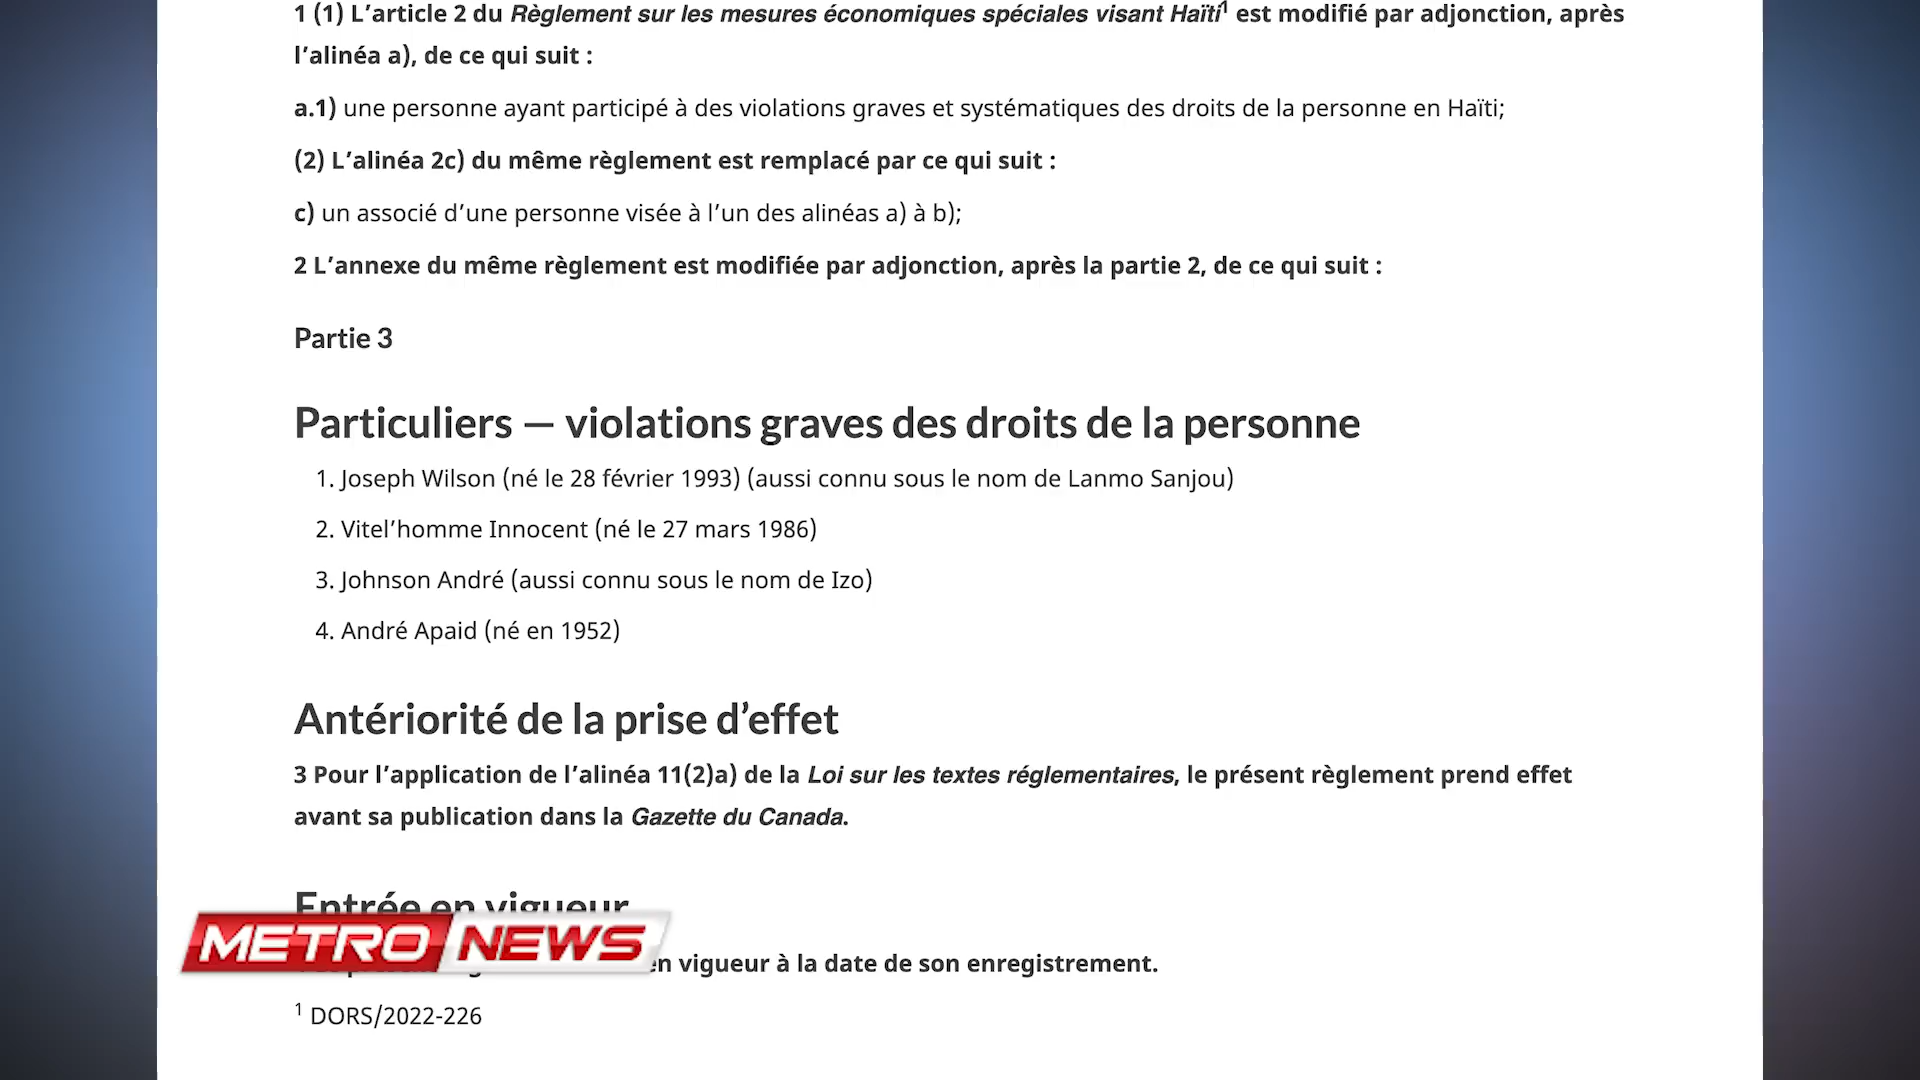 1 (1) L’article 2 du Règlement sur les mesures économiques spéciales visant Haïti¹ est modifié par adjonction, après
l’alinéa a), de ce qui suit :
a.1) une personne ayant participé à des violations graves et systématiques des droits de la personne en Haïti;
(2) L’alinéa 2c) du même règlement est remplacé par ce qui suit :
c) un associé d’une personne visée à l’un des alinéas a) à b);
2 L’annexe du même règlement est modifiée par adjonction, après la partie 2, de ce qui suit :
Partie 3
Particuliers — violations graves des droits de la personne
1. Joseph Wilson (né le 28 février 1993) (aussi connu sous le nom de Lanmo Sanjou)
2. Vitel’homme Innocent (né le 27 mars 1986)
3. Johnson André (aussi connu sous le nom de Izo)
4. André Apaid (né en 1952)
Antériorité de la prise d’effet
3 Pour l’application de l’alinéa 11(2)a) de la Loi sur les textes réglementaires, le présent règlement prend effet
avant sa publication dans la Gazette du Canada.
Entrée en vigueur
METRO NEWS
en vigueur à la date de son enregistrement.
¹ DORS/2022-226